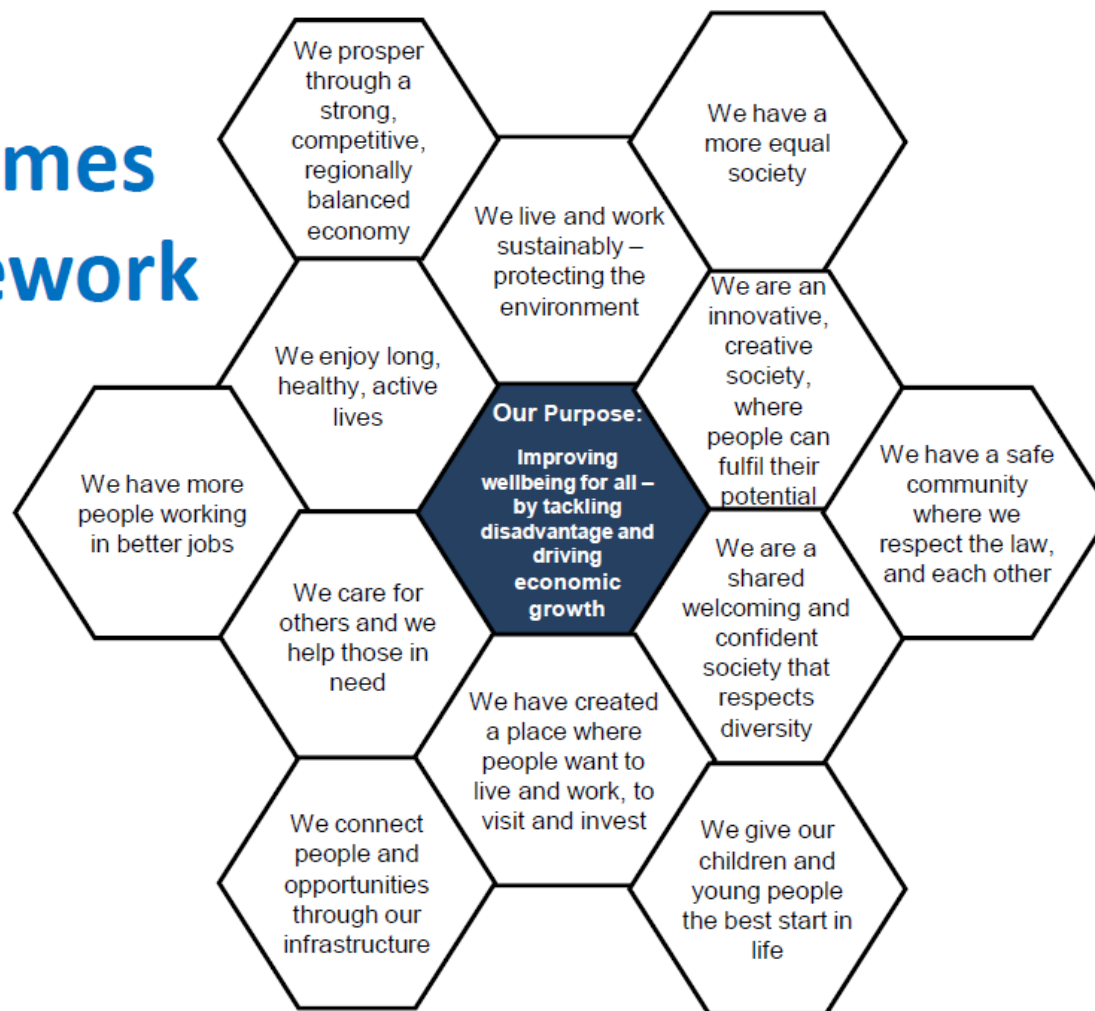 mes
ework
We prosper
through a
strong,
competitive,
regionally
balanced
economy
We have a
more equal
society
We live and work
sustainably –
protecting the
environment
We are an
innovative,
creative
society,
where
people can
fulfil their
potential
We enjoy long,
healthy, active
lives
Our Purpose:
Improving
wellbeing for all –
by tackling
disadvantage and
driving
economic
growth
We have a safe
community
where we
respect the law,
and each other
We have more
people working
in better jobs
We are a
shared
welcoming and
confident
society that
respects
diversity
We care for
others and we
help those in
need
We have created
a place where
people want to
live and work, to
visit and invest
We connect
people and
opportunities
through our
infrastructure
We give our
children and
young people
the best start in
life